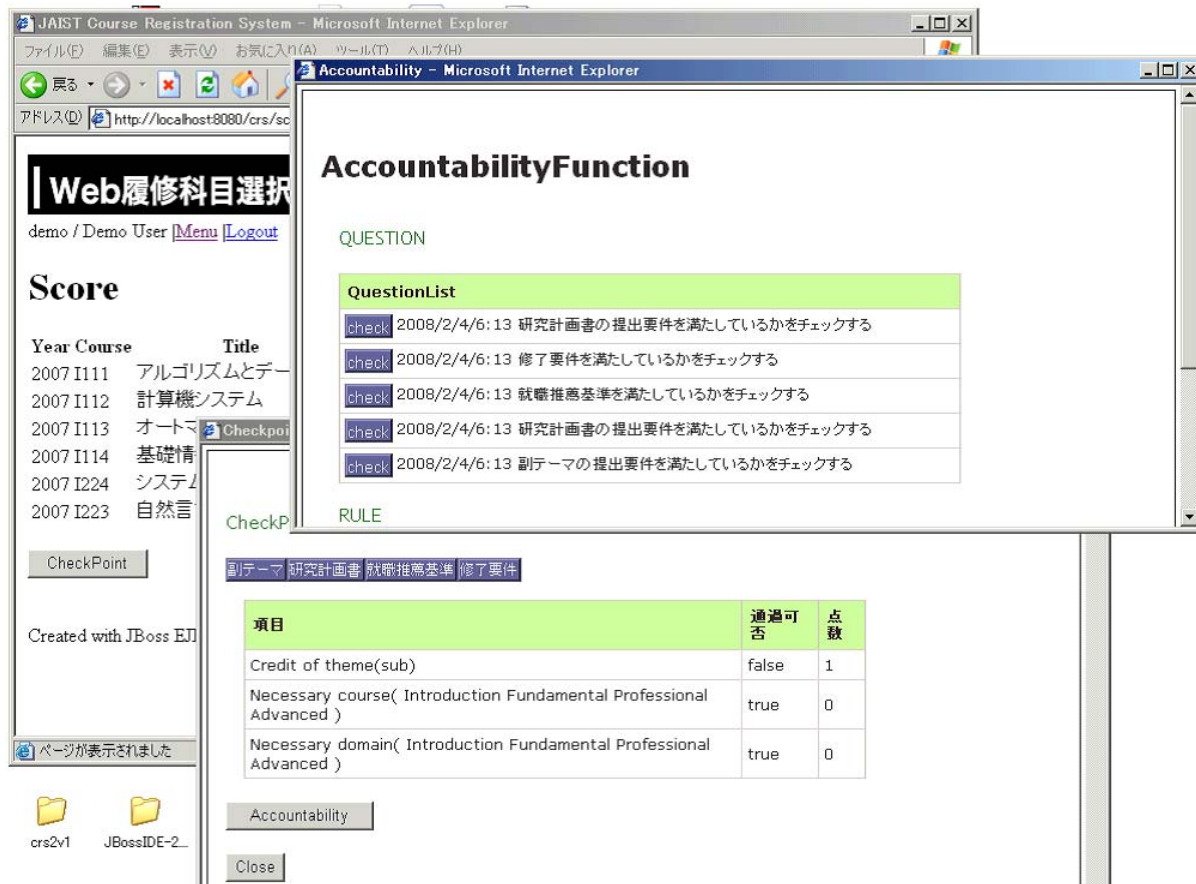 JAIST Course Registration System - Microsoft Internet Explorer
ファイル(F) 編集(E) 表示(V) お気に入り(A) ツール(T) ヘルプ(H)
戻る
アドレス(D) http://localhost:8080/crs/sc
Web履修科目選択
demo / Demo User |Menu |Logout
Score
Year Course Title
2007 I111 アルゴリズムとデー
2007 I112 計算機システム
2007 I113 オートマ
2007 I114 基礎情
2007 I224 システム
2007 I223 自然言
CheckPoint
Created with JBoss EJ
ページが表示されました
crs2v1
JBossIDE-2...
Accountability - Microsoft Internet Explorer
AccountabilityFunction
QUESTION
QuestionList
check 2008/2/4/6:13 研究計画書の提出要件を満たしているかをチェックする
check 2008/2/4/6:13 修了要件を満たしているかをチェックする
check 2008/2/4/6:13 就職推薦基準を満たしているかをチェックする
check 2008/2/4/6:13 研究計画書の提出要件を満たしているかをチェックする
check 2008/2/4/6:13 副テーマの提出要件を満たしているかをチェックする
RULE
Checkpoi
CheckP
副テーマ 研究計画書 就職推薦基準 修了要件
項目 通過可否 点数
Credit of theme(sub) false 1
Necessary course( Introduction Fundamental Professional
Advanced ) true 0
Necessary domain( Introduction Fundamental Professional
Advanced ) true 0
Accountability
Close